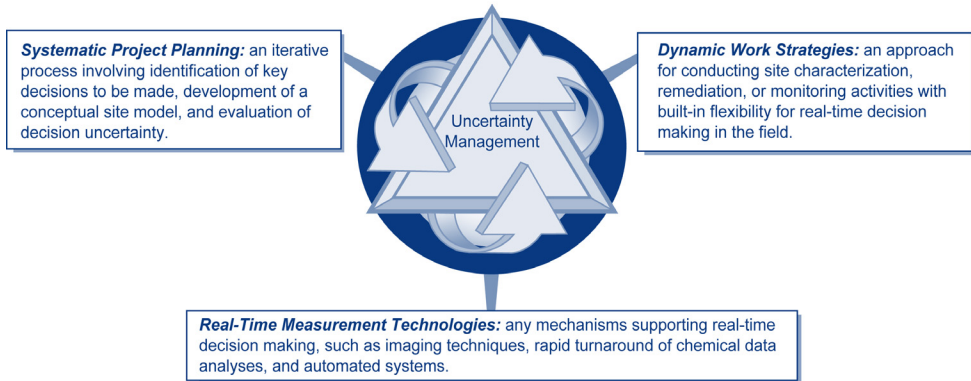 Systematic Project Planning: an iterative
process involving identification of key
decisions to be made, development of a
conceptual site model, and evaluation of
decision uncertainty.
Uncertainty
Management
Dynamic Work Strategies: an approach
for conducting site characterization,
remediation, or monitoring activities with
built-in flexibility for real-time decision
making in the field.
Real-Time Measurement Technologies: any mechanisms supporting real-time
decision making, such as imaging techniques, rapid turnaround of chemical data
analyses, and automated systems.